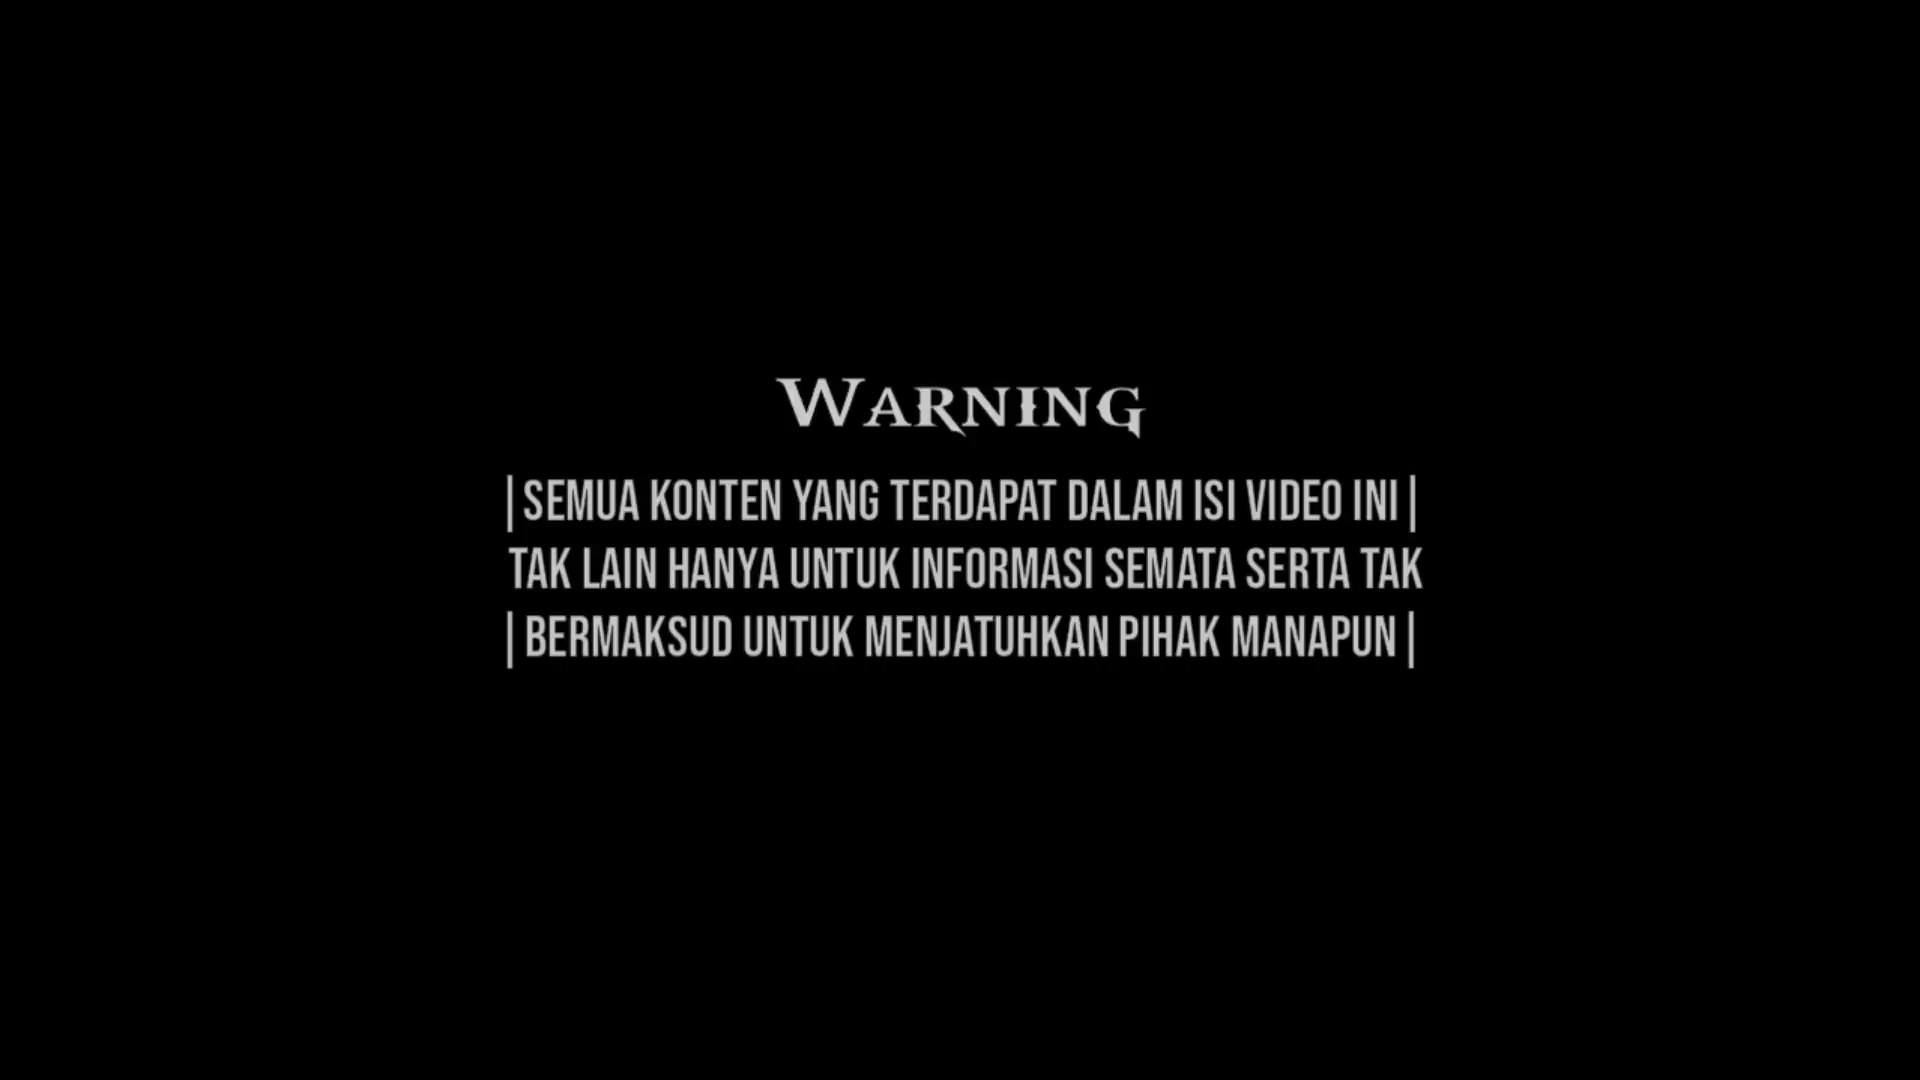 Warning
|SEMUA KONTEN YANG TERDAPAT DALAM ISI VIDEO INI|
TAK LAIN HANYA UNTUK INFORMASI SEMATA SERTA TAK
|BERMAKSUD UNTUK MENJATUHKAN PIHAK MANAPUN|